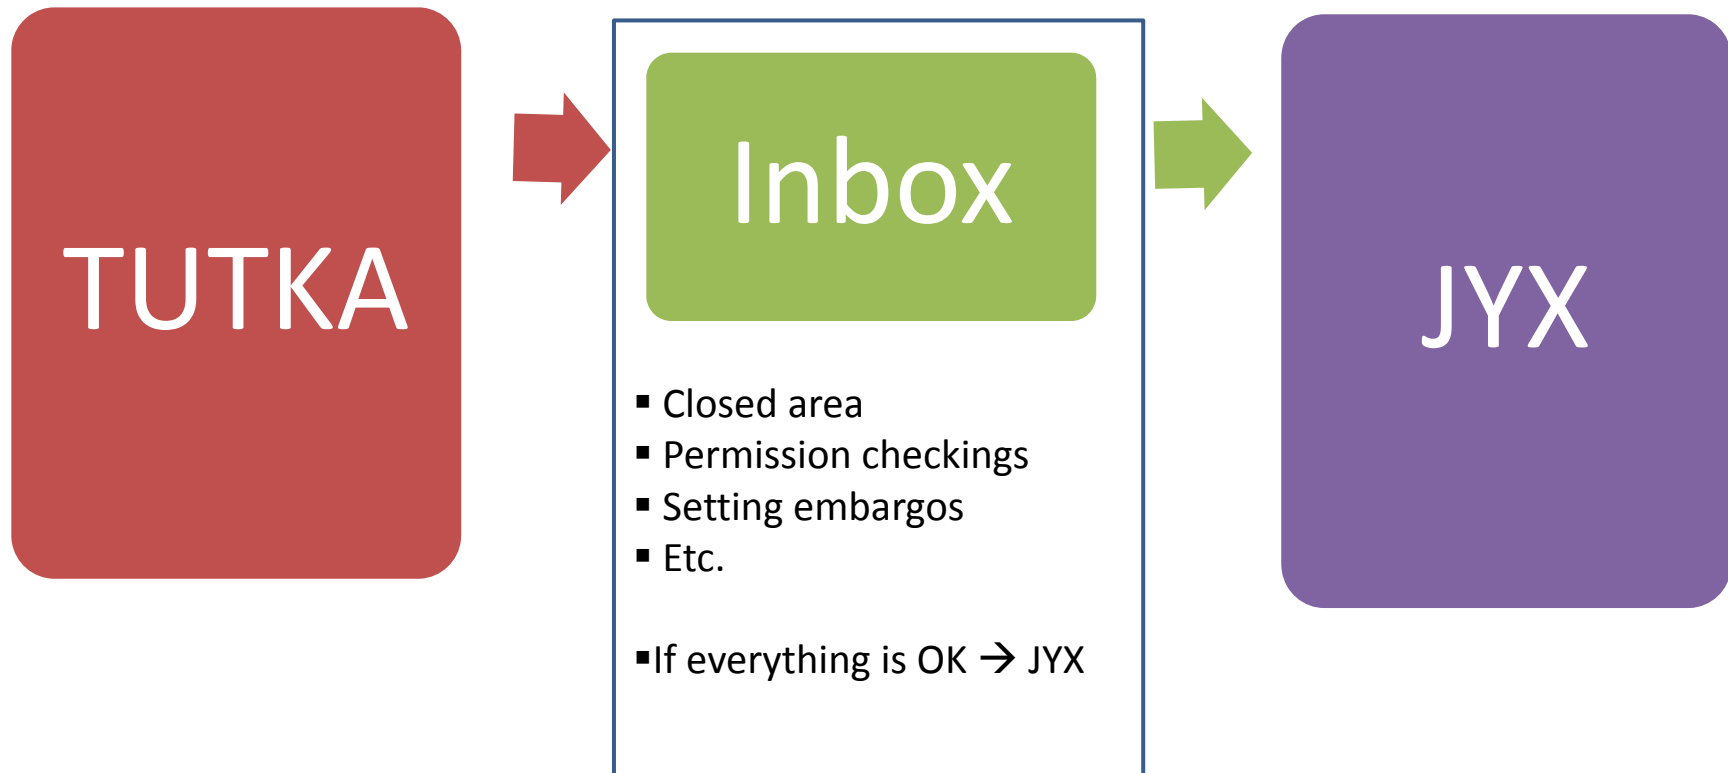 TUTKA
Inbox
▪ Closed area
▪ Permission checkings
▪ Setting embargos
▪ Etc.
▪If everything is OK → JYX
JYX